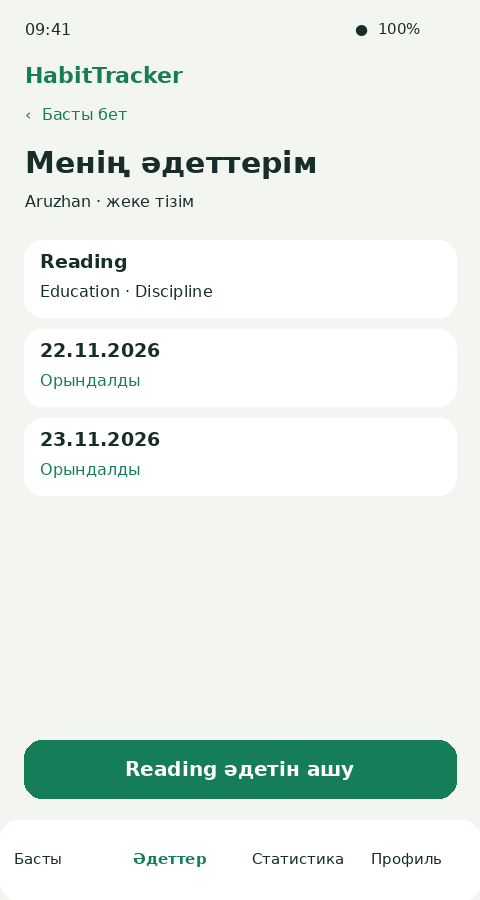 09:41 ● 100%
HabitTracker
‹ Басты бет
Менің әдеттерім
Aruzhan · жеке тізім
Reading
Education · Discipline
22.11.2026
Орындалды
23.11.2026
Орындалды
Reading әдетін ашу
Басты Әдеттер Статистика Профиль